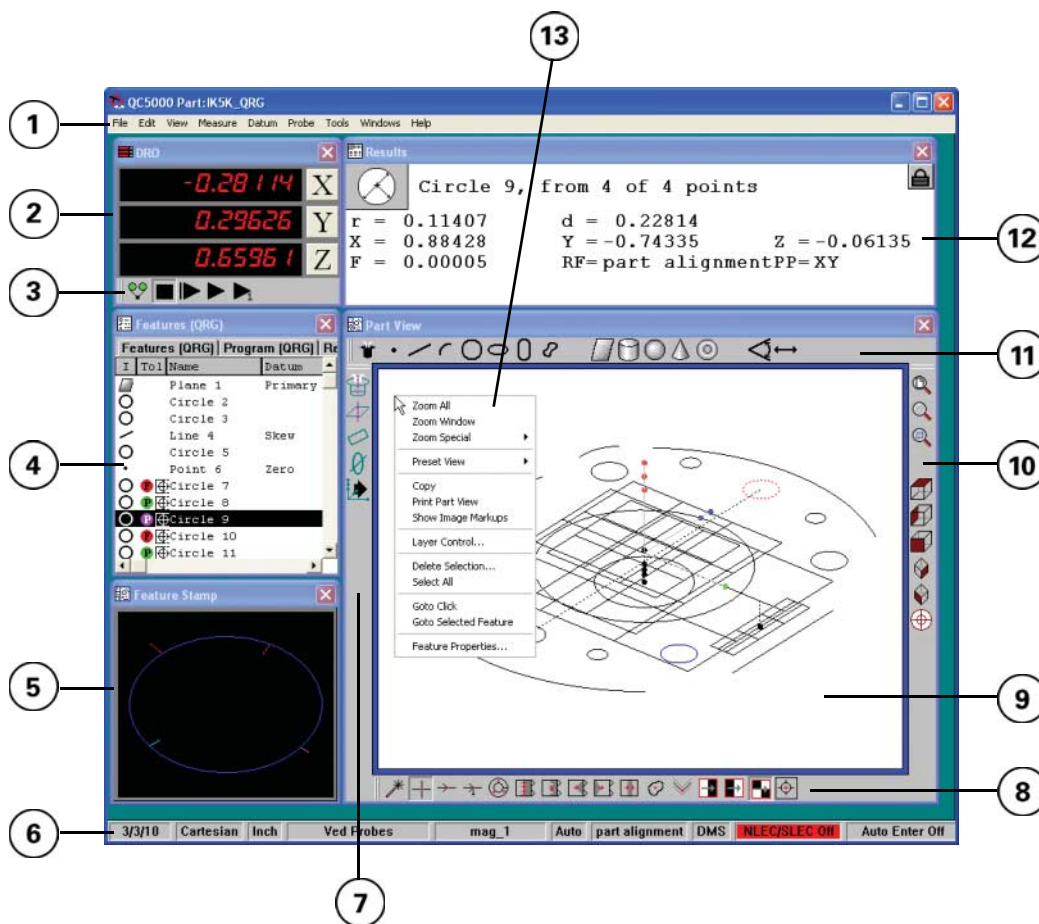 13
QC5000 Part:IK5K_QRG
1
File Edit View Measure Datum Probe Tools Windows Help
DRO
2
-0.28114 X
0.29626 Y
0.65961 Z
3
1
Results
Circle 9, from 4 of 4 points
r = 0.11407 d = 0.22814
X = 0.88428 Y =-0.74335 Z =-0.06135
F = 0.00005 RF= part alignment PP= XY
12
Features (QRG)
Features (QRG) Program (QRG) Re
I Tol Name Datum
Plane 1 Primary
Circle 2
Circle 3
Line 4 Skew
Circle 5
Point 6 Zero
P Circle 7
P Circle 8
P Circle 9
P Circle 10
P Circle 11
4
Part View
11
Zoom All
Zoom Window
Zoom Special
Preset View
Copy
Print Part View
Show Image Markups
Layer Control...
Delete Selection...
Select All
Goto Click
Goto Selected Feature
Feature Properties...
10
Feature Stamp
5
9
8
6
3/3/10 Cartesian Inch Ved Probes mag_1 Auto part alignment DMS NLEC/SLEC Off Auto Enter Off
7